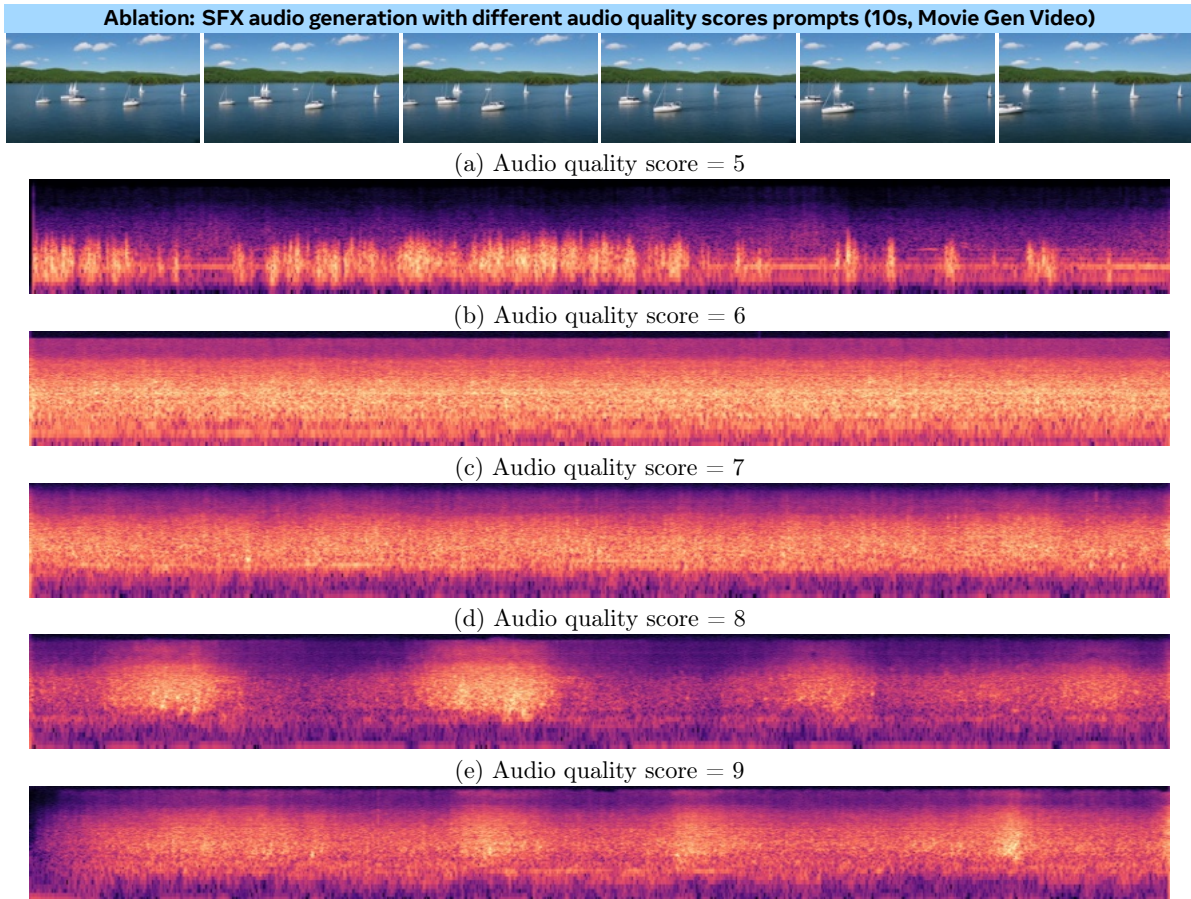 Ablation: SFX audio generation with different audio quality scores prompts (10s, Movie Gen Video)
(a) Audio quality score = 5
(b) Audio quality score = 6
(c) Audio quality score = 7
(d) Audio quality score = 8
(e) Audio quality score = 9